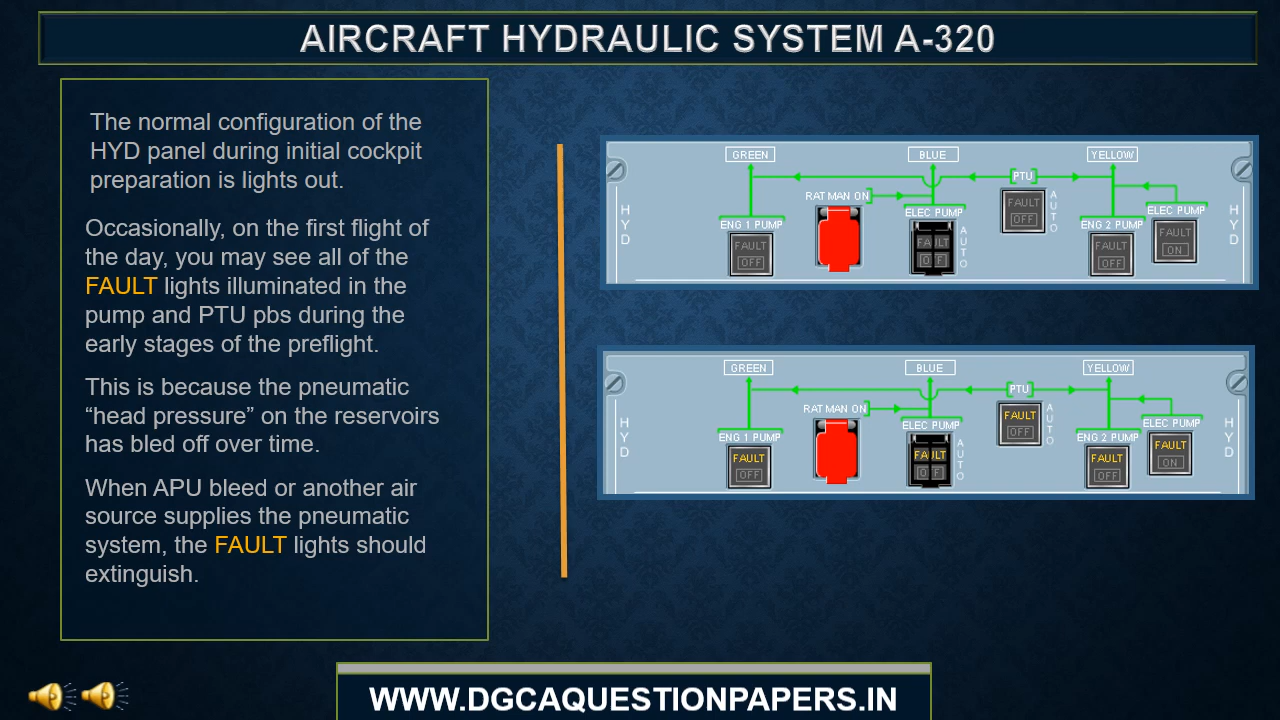 AIRCRAFT HYDRAULIC SYSTEM A-320
The normal configuration of the
HYD panel during initial cockpit
preparation is lights out.
Occasionally, on the first flight of
the day, you may see all of the
FAULT lights illuminated in the
pump and PTU pbs during the
early stages of the preflight.
This is because the pneumatic
“head pressure” on the reservoirs
has bled off over time.
When APU bleed or another air
source supplies the pneumatic
system, the FAULT lights should
extinguish.
GREEN BLUE YELLOW
PTU
RAT MAN ON
HYD
ENG 1 PUMP
FAULT
OFF
ELEC PUMP
FAULT
OFF
AUTO
FAULT
OFF
AUTO
ENG 2 PUMP
FAULT
OFF
ELEC PUMP
FAULT
ON
HYD
GREEN BLUE YELLOW
PTU
RAT MAN ON
HYD
ENG 1 PUMP
FAULT
OFF
ELEC PUMP
FAULT
OFF
AUTO
FAULT
OFF
AUTO
ENG 2 PUMP
FAULT
OFF
ELEC PUMP
FAULT
ON
HYD
WWW.DGCAQUESTIONPAPERS.IN